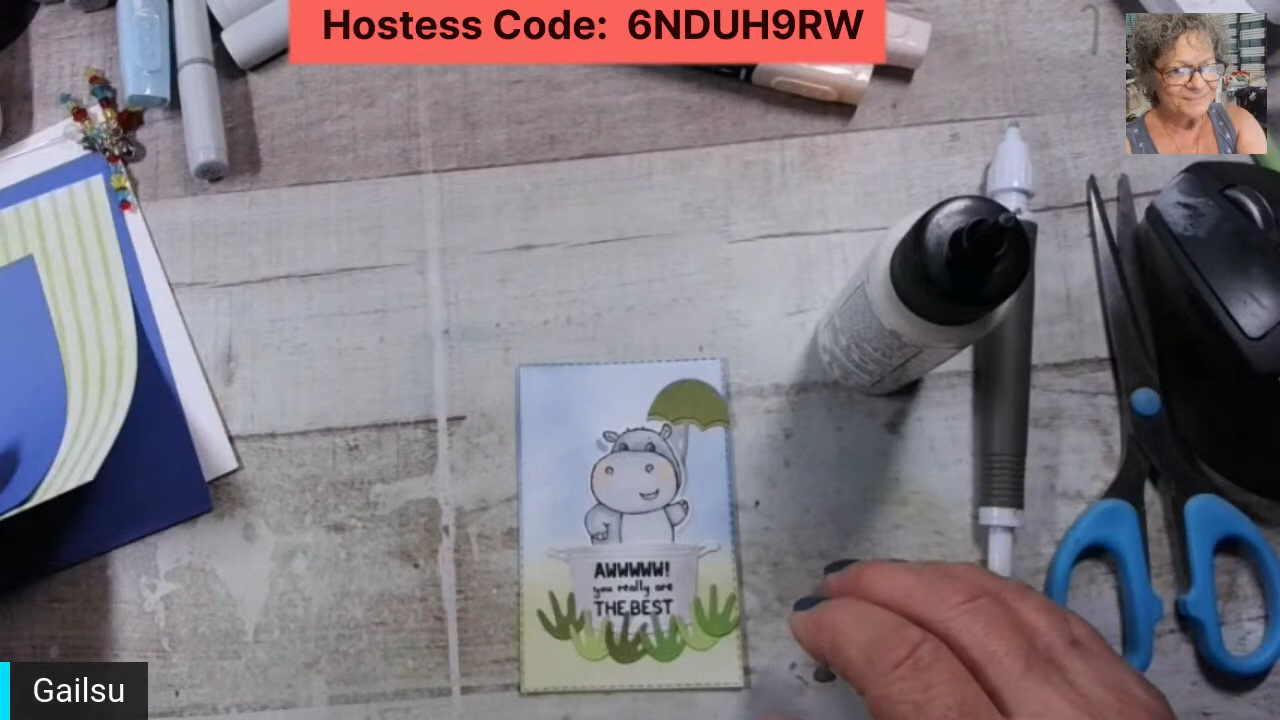 Hostess Code: 6NDUH9RW
AWWWWW!
you really are
THE BEST
Gailsu